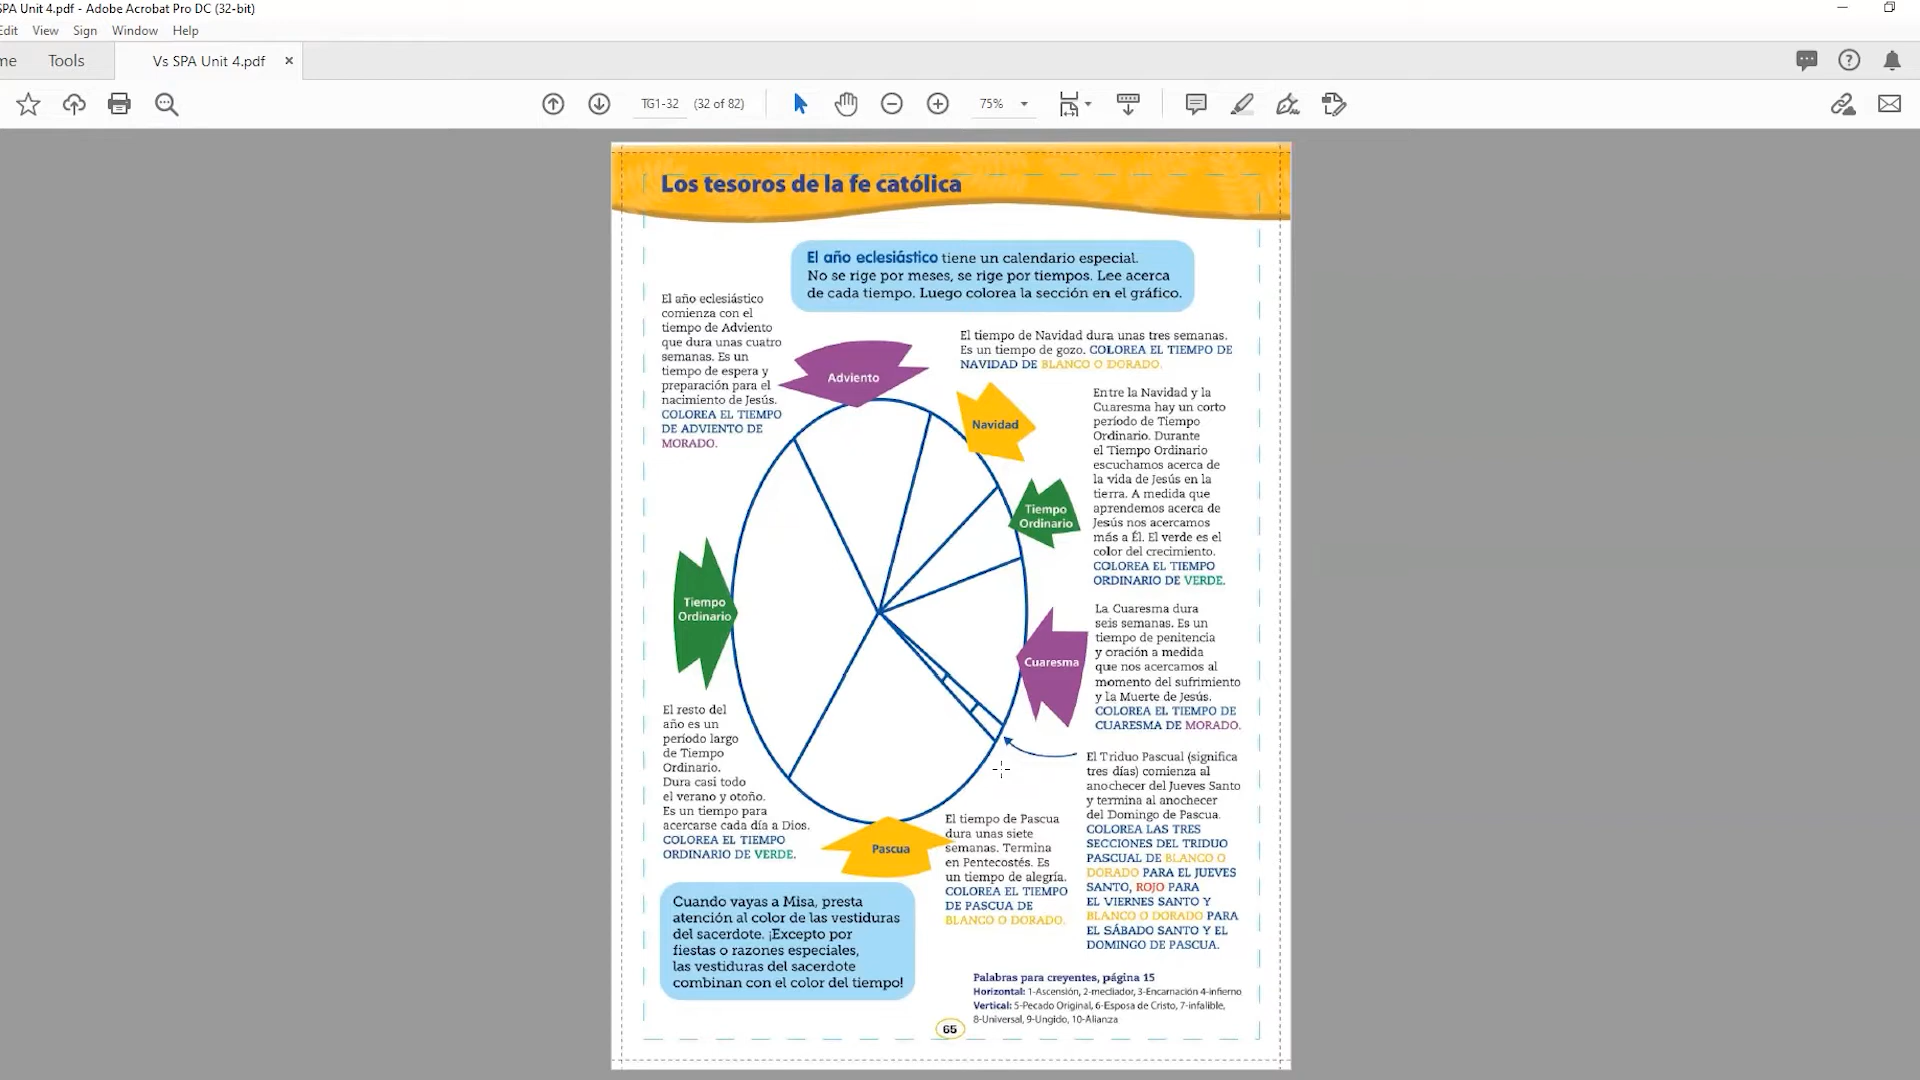 SPA Unit 4.pdf - Adobe Acrobat Pro DC (32-bit)
Edit View Sign Window Help
me Tools Vs SPA Unit 4.pdf ×
TG1-32 (32 of 82) 75%
Los tesoros de la fe católica
El año eclesiástico tiene un calendario especial.
No se rige por meses, se rige por tiempos. Lee acerca
de cada tiempo. Luego colorea la sección en el gráfico.
El año eclesiástico
comienza con el
tiempo de Adviento
que dura unas cuatro
semanas. Es un
tiempo de espera y
preparación para el
nacimiento de Jesús.
COLOREA EL TIEMPO
DE ADVIENTO DE
MORADO.
Adviento
El tiempo de Navidad dura unas tres semanas.
Es un tiempo de gozo. COLOREA EL TIEMPO DE
NAVIDAD DE BLANCO O DORADO.
Navidad
Entre la Navidad y la
Cuaresma hay un corto
período de Tiempo
Ordinario. Durante
el Tiempo Ordinario
escuchamos acerca de
la vida de Jesús en la
tierra. A medida que
aprendemos acerca de
Jesús nos acercamos
más a Él. El verde es el
color del crecimiento.
COLOREA EL TIEMPO
ORDINARIO DE VERDE.
Tiempo
Ordinario
Tiempo
Ordinario
La Cuaresma dura
seis semanas. Es un
tiempo de penitencia
y oración a medida
que nos acercamos al
momento del sufrimiento
y la Muerte de Jesús.
COLOREA EL TIEMPO DE
CUARESMA DE MORADO.
Cuaresma
El resto del
año es un
período largo
de Tiempo
Ordinario.
Dura casi todo
el verano y otoño.
Es un tiempo para
acercarse cada día a Dios.
COLOREA EL TIEMPO
ORDINARIO DE VERDE.
El Triduo Pascual (significa
tres días) comienza al
anochecer del Jueves Santo
y termina al anochecer
del Domingo de Pascua.
COLOREA LAS TRES
SECCIONES DEL TRIDUO
PASCUAL DE BLANCO O
DORADO PARA EL JUEVES
SANTO, ROJO PARA
EL VIERNES SANTO Y
BLANCO O DORADO PARA
EL SÁBADO SANTO Y EL
DOMINGO DE PASCUA.
Pascua
El tiempo de Pascua
dura unas siete
semanas. Termina
en Pentecostés. Es
un tiempo de alegría.
COLOREA EL TIEMPO
DE PASCUA DE
BLANCO O DORADO.
Cuando vayas a Misa, presta
atención al color de las vestiduras
del sacerdote. ¡Excepto por
fiestas o razones especiales,
las vestiduras del sacerdote
combinan con el color del tiempo!
Palabras para creyentes, página 15
Horizontal: 1-Ascensión, 2-mediador, 3-Encarnación 4-infierno
Vertical: 5-Pecado Original, 6-Esposa de Cristo, 7-infalible,
8-Universal, 9-Ungido, 10-Alianza
65